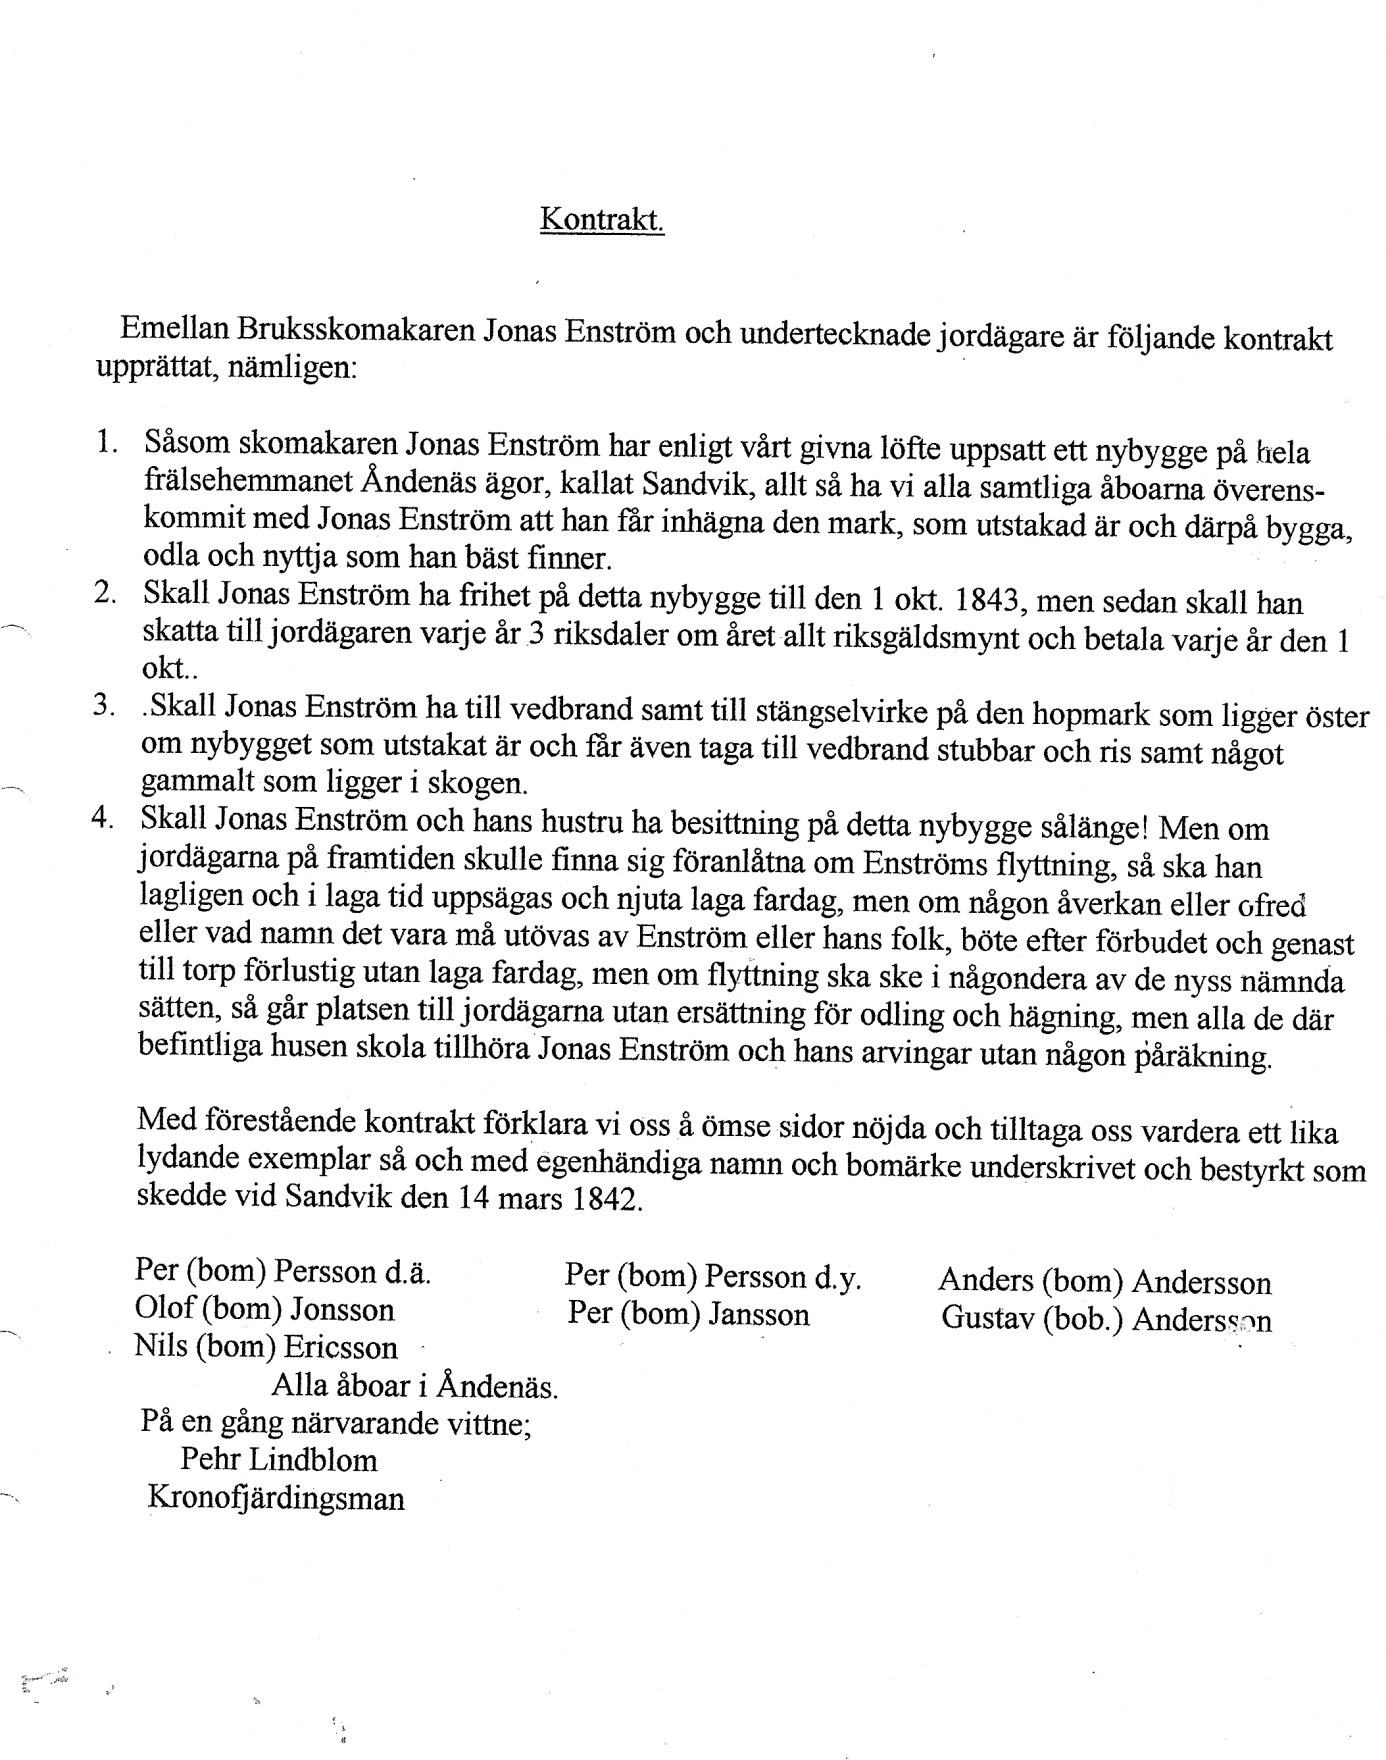 Kontrakt.
Emellan Bruksskomakaren Jonas Enström och undertecknade jordägare är följande kontrakt
upprättat, nämligen:
1. Såsom skomakaren Jonas Enström har enligt vårt givna löfte uppsatt ett nybygge på hela
frälsehemmanet Åndenäs ägor, kallat Sandvik, allt så ha vi alla samtliga åboarna överens-
kommit med Jonas Enström att han får inhägna den mark, som utstakad är och därpå bygga,
odla och nyttja som han bäst finner.
2. Skall Jonas Enström ha frihet på detta nybygge till den 1 okt. 1843, men sedan skall han
skatta till jordägaren varje år 3 riksdaler om året allt riksgäldsmynt och betala varje år den 1
okt..
3. .Skall Jonas Enström ha till vedbrand samt till stängselvirke på den hopmark som ligger öster
om nybygget som utstakat är och får även taga till vedbrand stubbar och ris samt något
gammalt som ligger i skogen.
4. Skall Jonas Enström och hans hustru ha besittning på detta nybygge sålänge! Men om
jordägarna på framtiden skulle finna sig föranlåtna om Enströms flyttning, så ska han
lagligen och i laga tid uppsägas och njuta laga fardag, men om någon åverkan eller ofred
eller vad namn det vara må utövas av Enström eller hans folk, böte efter förbudet och genast
till torp förlustig utan laga fardag, men om flyttning ska ske i någondera av de nyss nämnda
sätten, så går platsen till jordägarna utan ersättning för odling och hägning, men alla de där
befintliga husen skola tillhöra Jonas Enström och hans arvingar utan någon påräkning.
Med förestående kontrakt förklara vi oss å ömse sidor nöjda och tilltaga oss vardera ett lika
lydande exemplar så och med egenhändiga namn och bomärke underskrivet och bestyrkt som
skedde vid Sandvik den 14 mars 1842.
Per (bom) Persson d.ä. Per (bom) Persson d.y. Anders (bom) Andersson
Olof (bom) Jonsson Per (bom) Jansson Gustav (bob.) Andersson
Nils (bom) Ericsson
Alla åboar i Åndenäs.
På en gång närvarande vittne;
Pehr Lindblom
Kronofjärdingsman